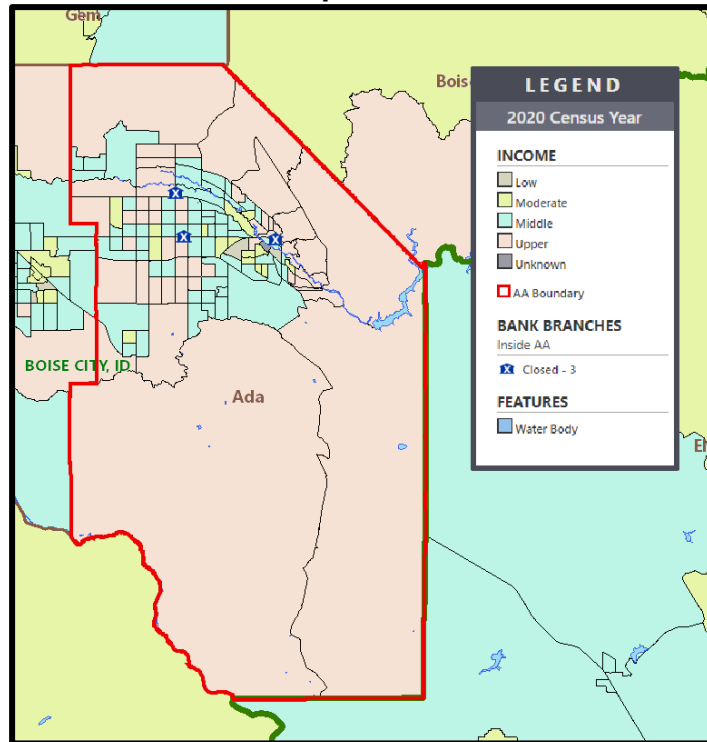 Gem
Boise
LEGEND
2020 Census Year
INCOME
Low
Moderate
Middle
Upper
Unknown
AA Boundary
BANK BRANCHES
Inside AA
Closed - 3
FEATURES
Water Body
BOISE CITY, ID
Ada